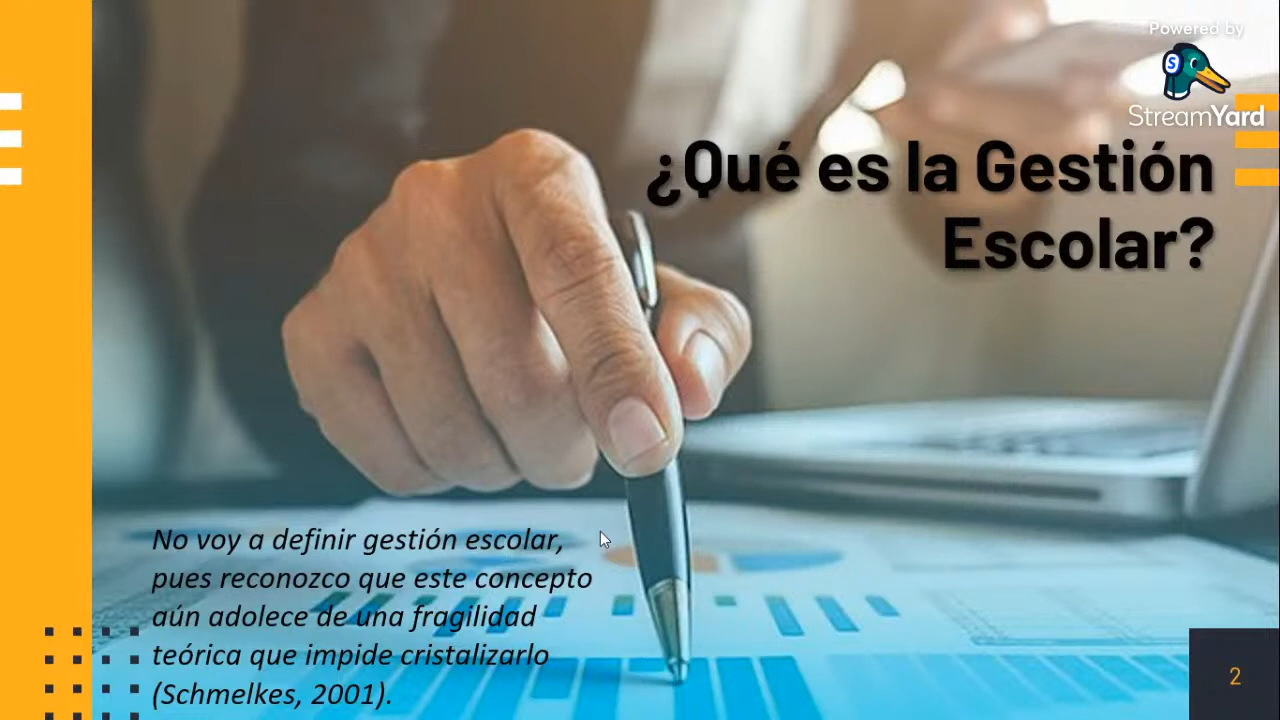 Powered by
StreamYard
¿Qué es la Gestión
Escolar?
No voy a definir gestión escolar,
pues reconozco que este concepto
aún adolece de una fragilidad
teórica que impide cristalizarlo
(Schmelkes, 2001).
2